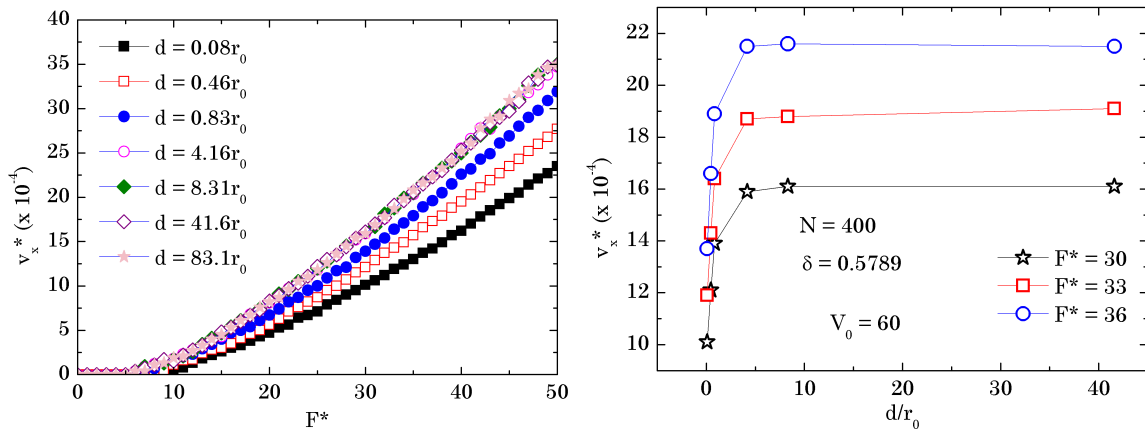 40
35
30
25
20
15
10
5
0
v_x* (x 10^-4)
d = 0.08r_0
d = 0.46r_0
d = 0.83r_0
d = 4.16r_0
d = 8.31r_0
d = 41.6r_0
d = 83.1r_0
0 10 20 30 40 50
F*
22
20
18
16
14
12
10
v_x* (x 10^-4)
N = 400
δ = 0.5789
V_0 = 60
F* = 30
F* = 33
F* = 36
0 10 20 30 40
d/r_0